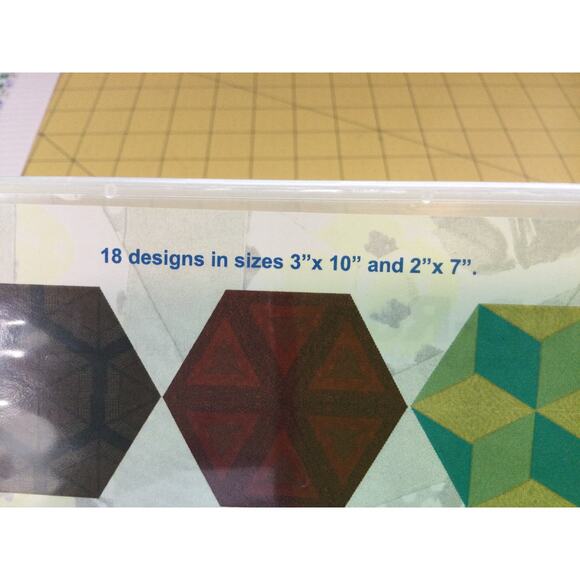 18 designs in sizes 3”x 10” and 2”x 7”.